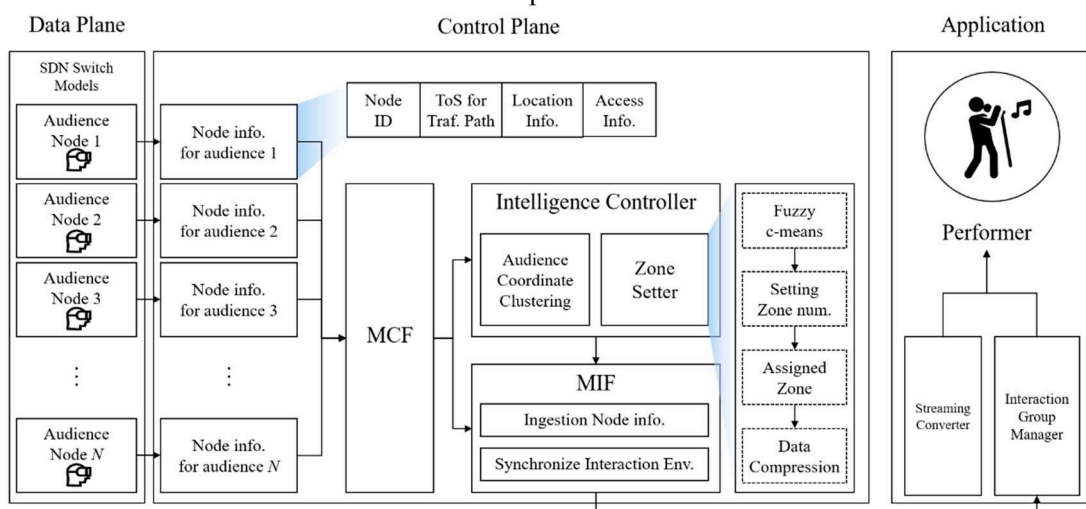 Data Plane
Control Plane
Application
SDN Switch
Models
Audience
Node 1
Audience
Node 2
Audience
Node 3
⋮
Audience
Node N
Node info.
for audience 1
Node info.
for audience 2
Node info.
for audience 3
⋮
Node info.
for audience N
Node
ID
ToS for
Traf. Path
Location
Info.
Access
Info.
MCF
Intelligence Controller
Audience
Coordinate
Clustering
Zone
Setter
MIF
Ingestion Node info.
Synchronize Interaction Env.
Fuzzy
c-means
Setting
Zone num.
Assigned
Zone
Data
Compression
Performer
Streaming
Converter
Interaction
Group
Manager